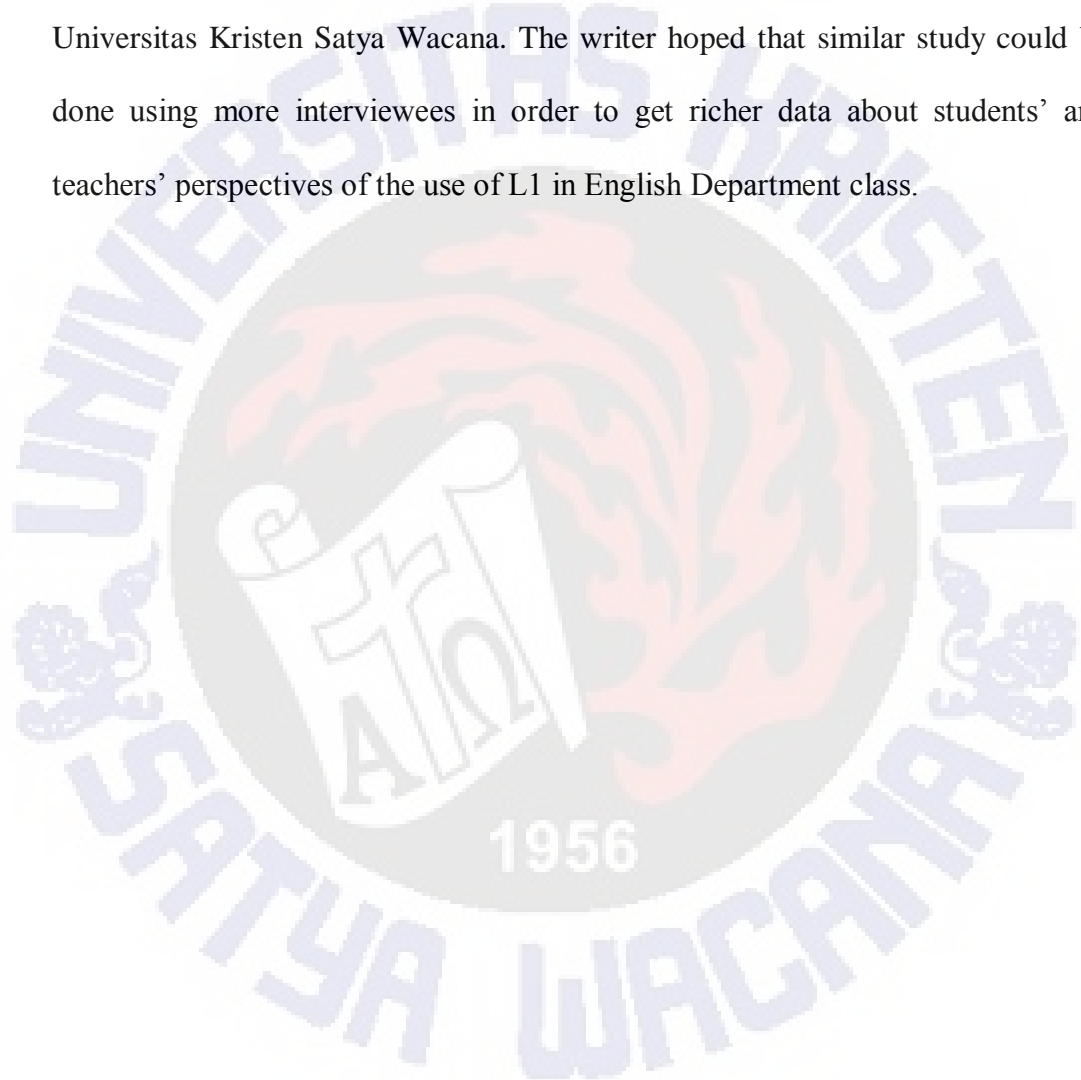 Universitas Kristen Satya Wacana. The writer hoped that similar study could
done using more interviewees in order to get richer data about students’
teachers’ perspectives of the use of L1 in English Department class.
UNIVERSITAS KRISTEN
SATYA WACANA
1956
Α Ω